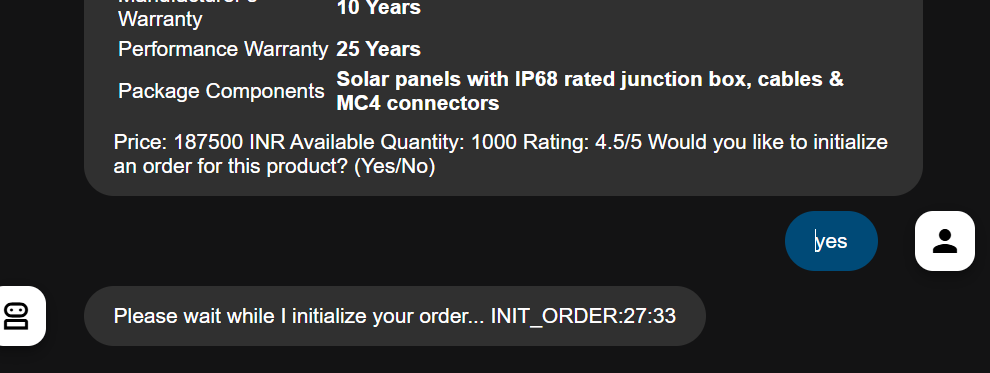 10 Years
Warranty
Performance Warranty 25 Years
Package Components Solar panels with IP68 rated junction box, cables &
MC4 connectors
Price: 187500 INR Available Quantity: 1000 Rating: 4.5/5 Would you like to initialize
an order for this product? (Yes/No)
yes
Please wait while I initialize your order... INIT_ORDER:27:33